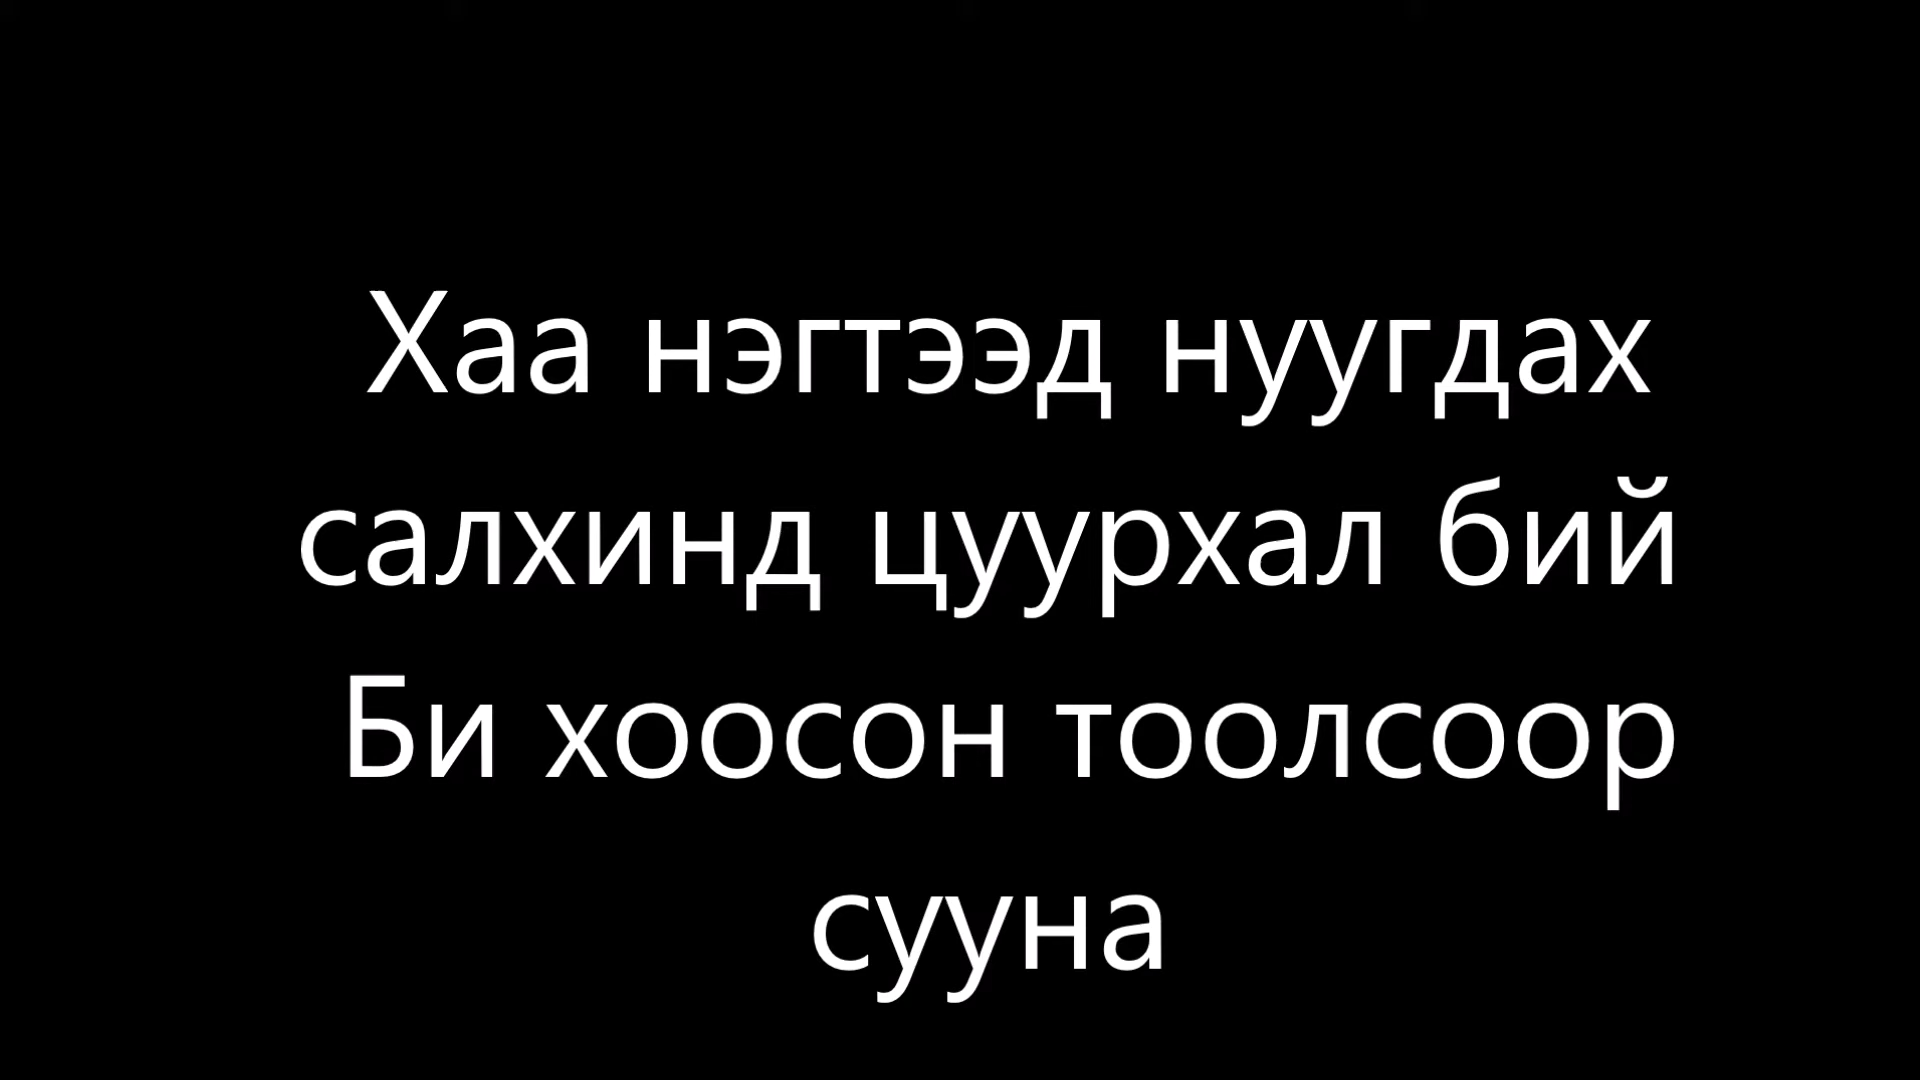 Хаа нэгтээд нуугдах
салхинд цуурхал бий
Би хоосон тоолсоор
сууна